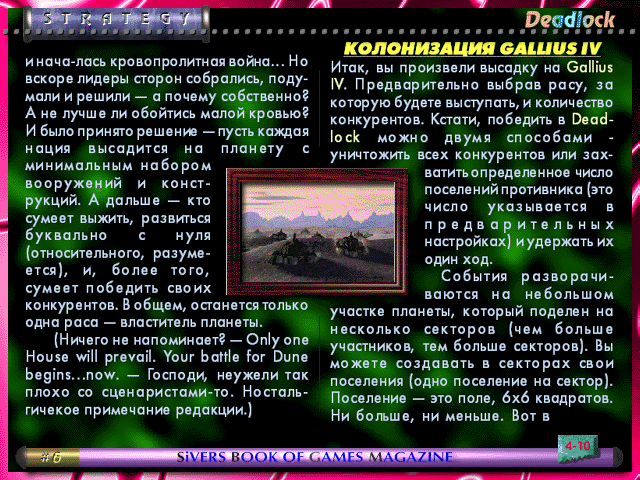 STRATEGY
Deadlock
и нача-лась кровопролитная война... Но
вскоре лидеры сторон собрались, поду-
мали и решили — а почему собственно?
А не лучше ли обойтись малой кровью?
И было принято решение — пусть каждая
нация высадится на планету с
минимальным набором
вооружений и конст-
рукций. А дальше — кто
сумеет выжить, развиться
буквально с нуля
(относительного, разуме-
ется), и, более того,
сумеет победить своих
конкурентов. В общем, останется только
одна раса — властитель планеты.
(Ничего не напоминает? — Only one
House will prevail. Your battle for Dune
begins...now. — Господи, неужели так
плохо со сценаристами-то. Носталь-
гичекое примечание редакции.)
КОЛОНИЗАЦИЯ GALLIUS IV
Итак, вы произвели высадку на Gallius
IV. Предварительно выбрав расу, за
которую будете выступать, и количество
конкурентов. Кстати, победить в Dead-
lock можно двумя способами -
уничтожить всех конкурентов или зах-
ватить определенное число
поселений противника (это
число указывается в
предварительных
настройках) и удержать их
один ход.
События разворачи-
ваются на небольшом
участке планеты, который поделен на
несколько секторов (чем больше
участников, тем больше секторов). Вы
можете создавать в секторах свои
поселения (одно поселение на сектор).
Поселение — это поле, 6х6 квадратов.
Ни больше, ни меньше. Вот в
#6
SiVERS BOOK OF GAMES MAGAZINE
4-10